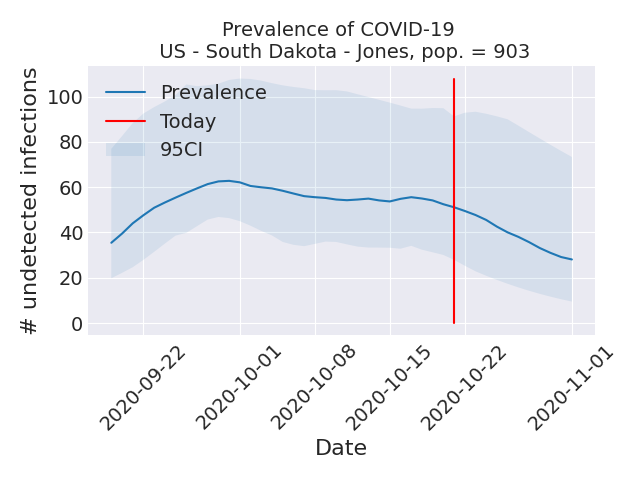 Prevalence of COVID-19
US - South Dakota - Jones, pop. = 903
# undetected infections
100
80
60
40
20
0
Prevalence
Today
95CI
2020-09-22
2020-10-01
2020-10-08
2020-10-15
2020-10-22
2020-11-01
Date